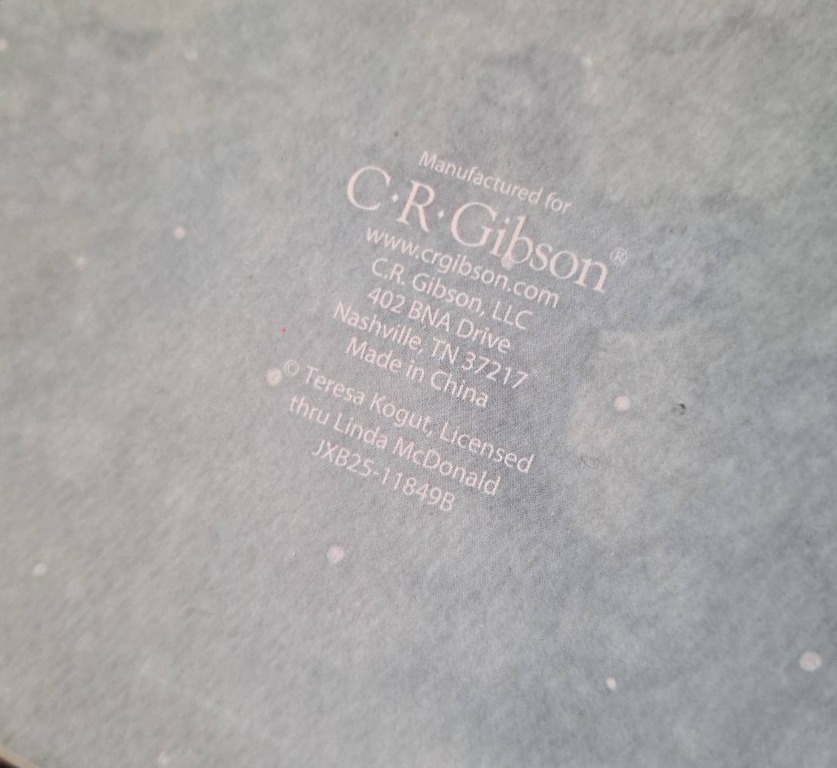 Manufactured for
C·R·Gibson®
www.crgibson.com
C.R. Gibson, LLC
402 BNA Drive
Nashville, TN 37217
Made in China
© Teresa Kogut, Licensed
thru Linda McDonald
JXB25-11849B